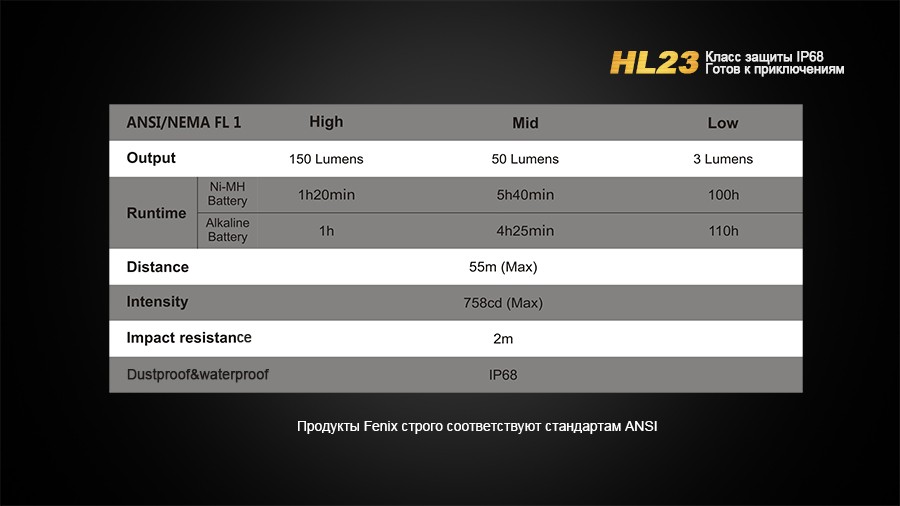 HL23 Класс защиты IP68
Готов к приключениям
ANSI/NEMA FL 1 High Mid Low
Output 150 Lumens 50 Lumens 3 Lumens
Runtime
Ni-MH
Battery
1h20min 5h40min 100h
Alkaline
Battery
1h 4h25min 110h
Distance 55m (Max)
Intensity 758cd (Max)
Impact resistance 2m
Dustproof&waterproof IP68
Продукты Fenix строго соответствуют стандартам ANSI